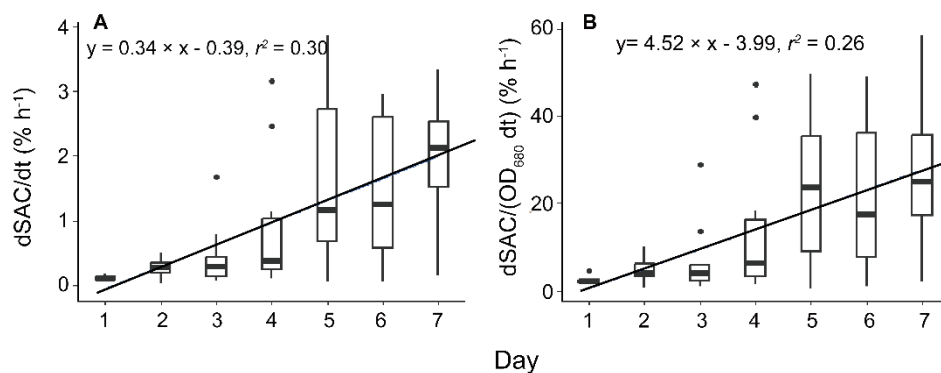 A
y = 0.34 × x - 0.39, r² = 0.30
dSAC/dt (% h⁻¹)
4
3
2
1
0
1 2 3 4 5 6 7
B
y= 4.52 × x - 3.99, r² = 0.26
dSAC/(OD₆₈₀ dt) (% h⁻¹)
60
40
20
0
1 2 3 4 5 6 7
Day